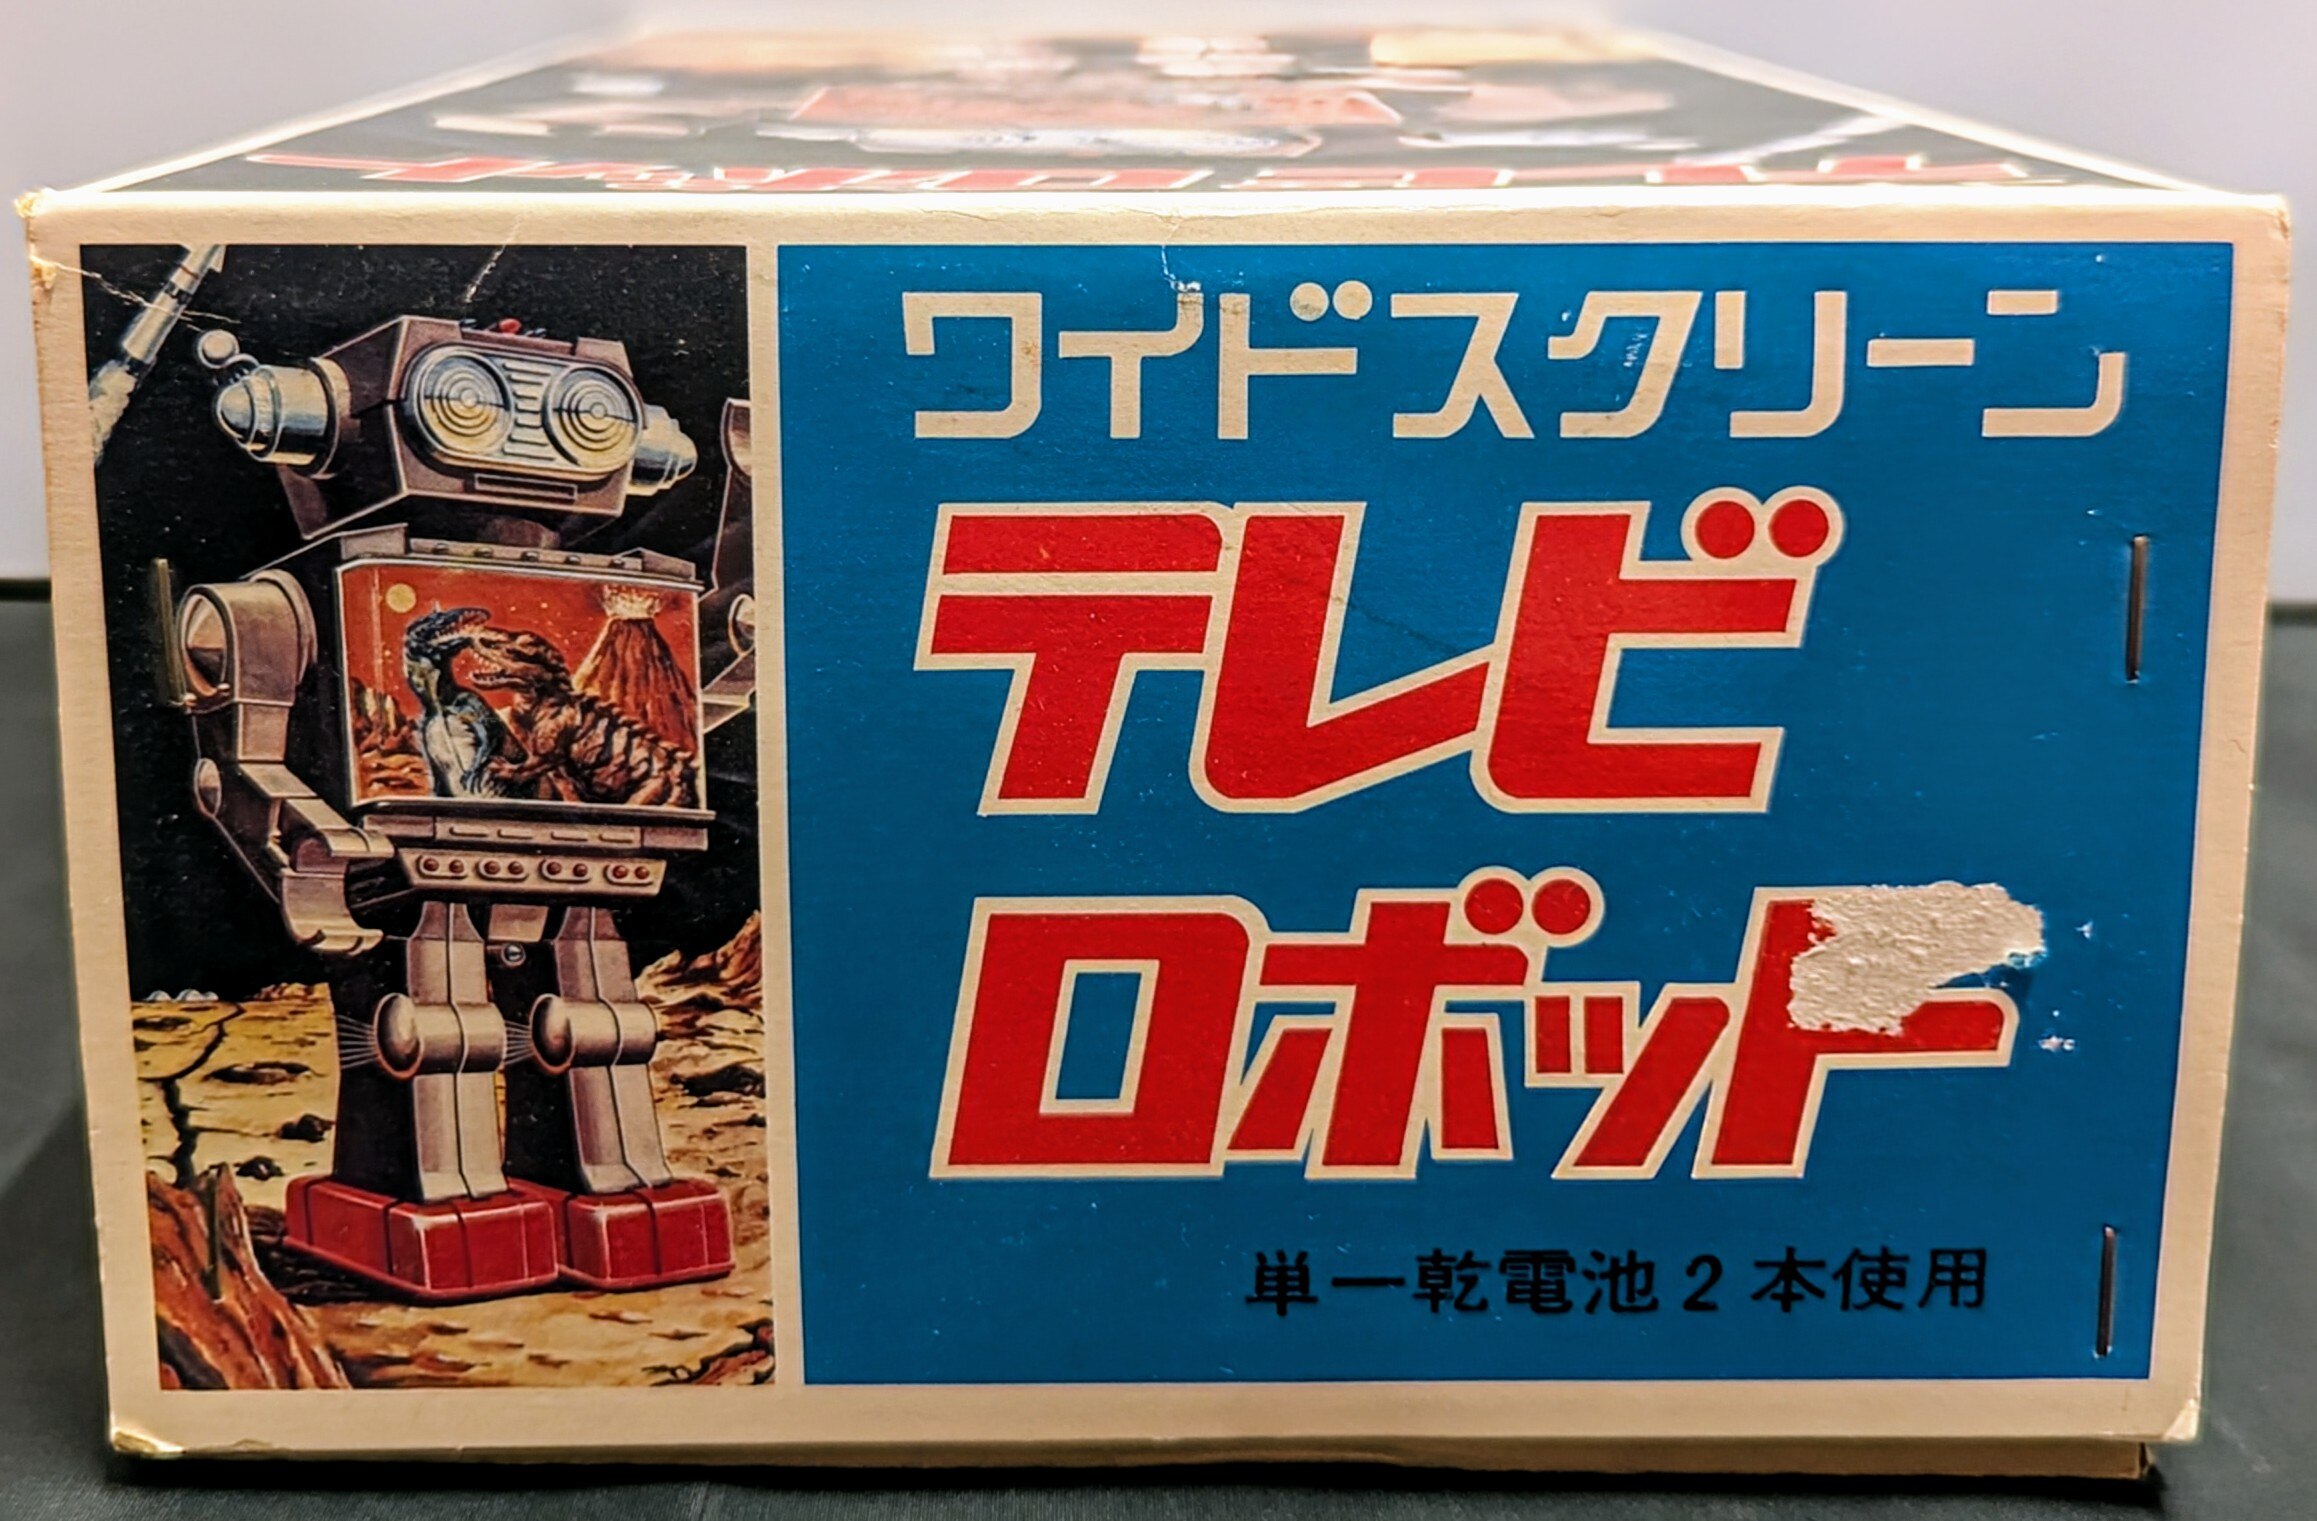 ワイドスクリーン
テレビ
ロボット
単一乾電池2本使用